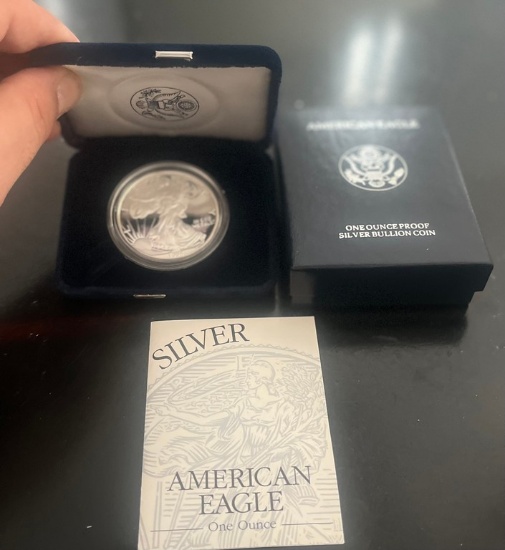 AMERICAN EAGLE
ONE OUNCE PROOF
SILVER BULLION COIN
SILVER
AMERICAN
EAGLE
One Ounce